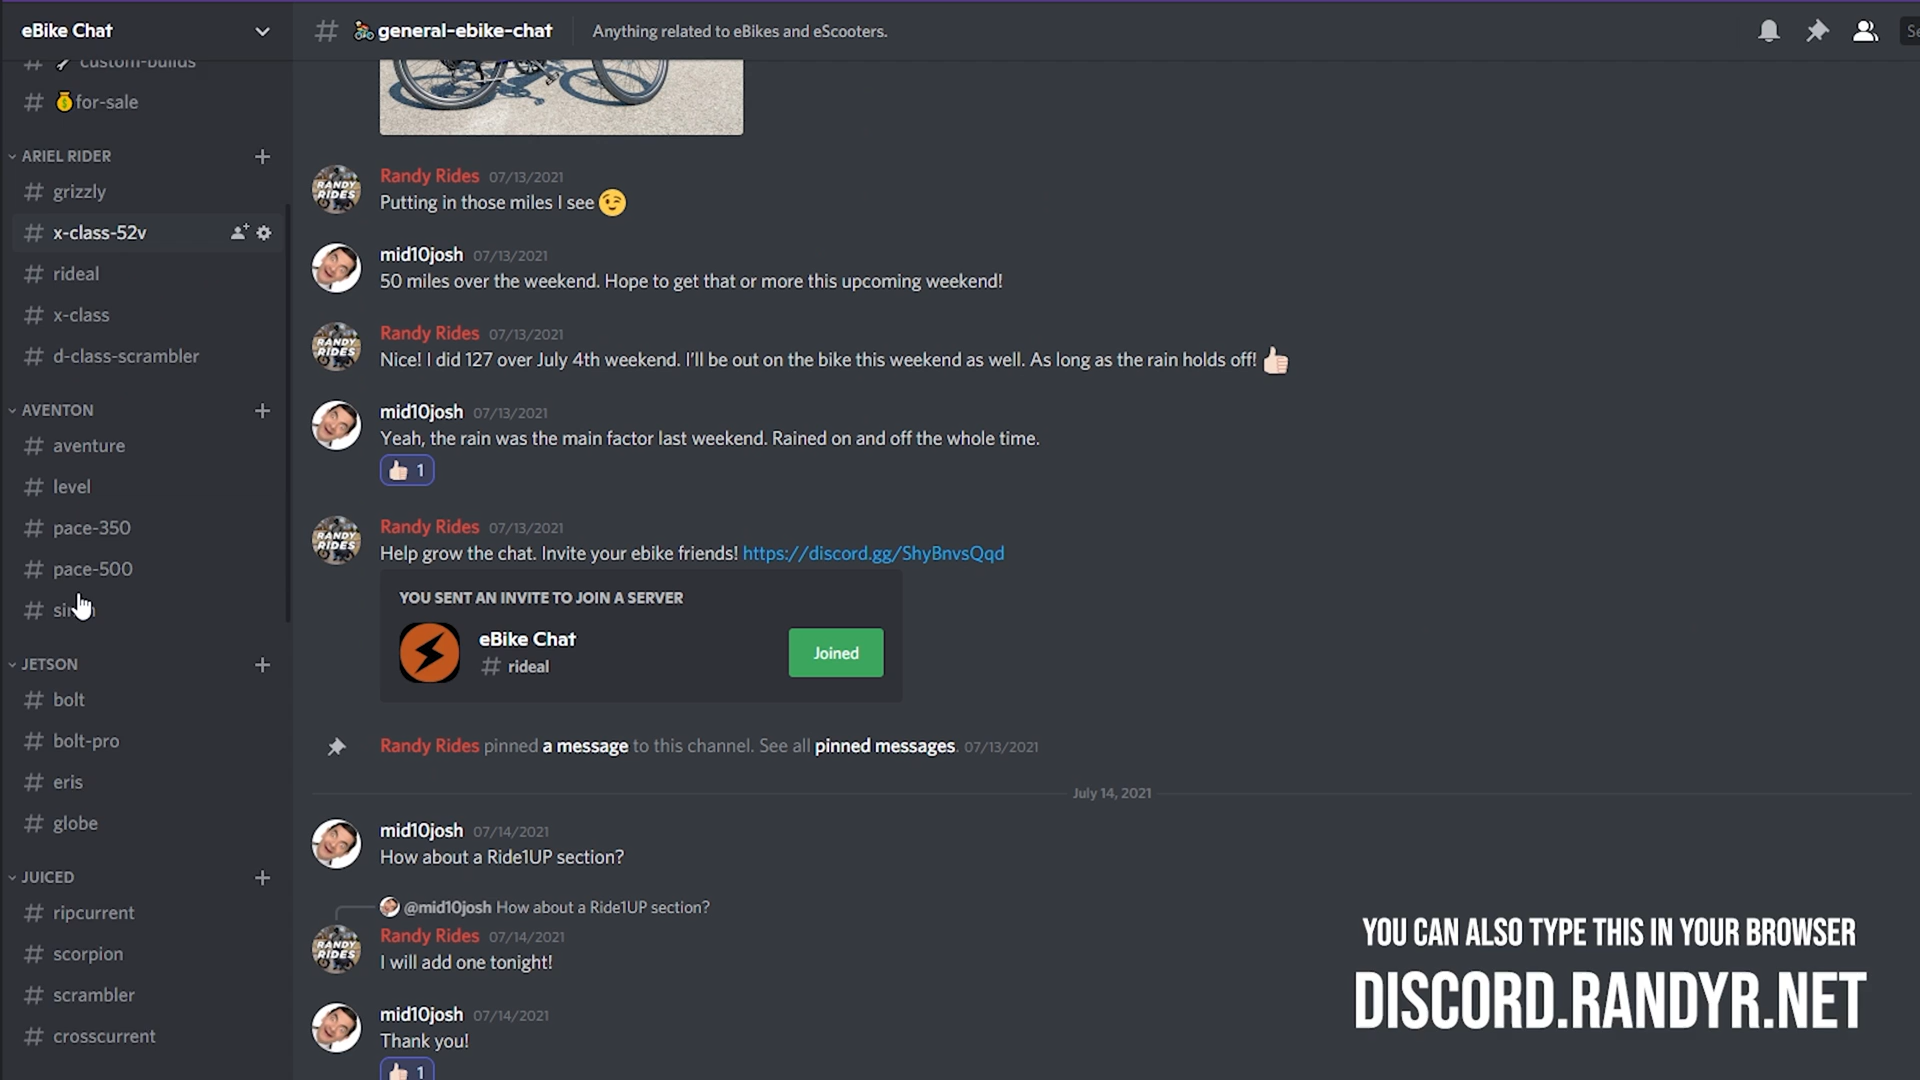 eBike Chat
custom-builds
for-sale
ARIEL RIDER
grizzly
x-class-52v
rideal
x-class
d-class-scrambler
AVENTON
aventure
level
pace-350
pace-500
JETSON
bolt
bolt-pro
eris
globe
JUICED
ripcurrent
scorpion
scrambler
crosscurrent
general-ebike-chat Anything related to eBikes and eScooters.
RANDY RIDES
Randy Rides 07/13/2021
Putting in those miles I see 😉
mid10josh 07/13/2021
50 miles over the weekend. Hope to get that or more this upcoming weekend!
RANDY RIDES
Randy Rides 07/13/2021
Nice! I did 127 over July 4th weekend. I'll be out on the bike this weekend as well. As long as the rain holds off! 👍🏻
mid10josh 07/13/2021
Yeah, the rain was the main factor last weekend. Rained on and off the whole time.
👍🏻 1
RANDY RIDES
Randy Rides 07/13/2021
Help grow the chat. Invite your ebike friends! https://discord.gg/ShyBnvsQqd
YOU SENT AN INVITE TO JOIN A SERVER
eBike Chat
# rideal
Joined
Randy Rides pinned a message to this channel. See all pinned messages. 07/13/2021
July 14, 2021
mid10josh 07/14/2021
How about a Ride1UP section?
@mid10josh How about a Ride1UP section?
RANDY RIDES
Randy Rides 07/14/2021
I will add one tonight!
mid10josh 07/14/2021
Thank you!
👍🏻 1
YOU CAN ALSO TYPE THIS IN YOUR BROWSER
DISCORD.RANDYR.NET